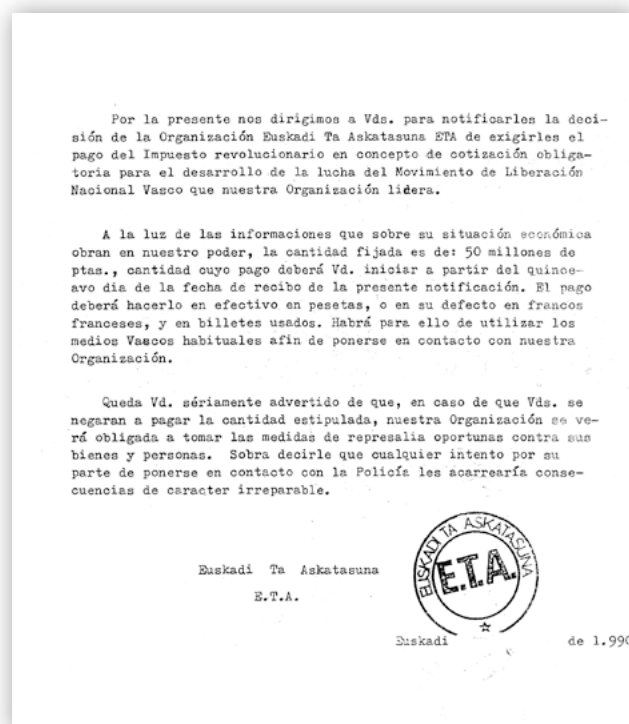 Por la presente nos dirigimos a Vds. para notificarles la deci-
sión de la Organización Euskadi Ta Askatasuna ETA de exigirles el
pago del Impuesto revolucionario en concepto de cotización obliga-
toria para el desarrollo de la lucha del Movimiento de Liberación
Nacional Vasco que nuestra Organización lidera.
A la luz de las informaciones que sobre su situación económica
obran en nuestro poder, la cantidad fijada es de: 50 millones de
ptas., cantidad cuyo pago deberá Vd. iniciar a partir del quince-
avo dia de la fecha de recibo de la presente notificación. El pago
deberá hacerlo en efectivo en pesetas, o en su defecto en francos
franceses, y en billetes usados. Habrá para ello de utilizar los
medios Vascos habituales afin de ponerse en contacto con nuestra
Organización.
Queda Vd. sériamente advertido de que, en caso de que Vds. se
negaran a pagar la cantidad estipulada, nuestra Organización se ve-
rá obligada a tomar las medidas de represalia oportunas contra sus
bienes y personas. Sobra decirle que cualquier intento por su
parte de ponerse en contacto con la Policía les acarrearía conse-
cuencias de caracter irreparable.
EUSKADI TA ASKATASUNA
E.T.A.
Euskadi Ta Askatasuna
E.T.A.
Euskadi de 1.990